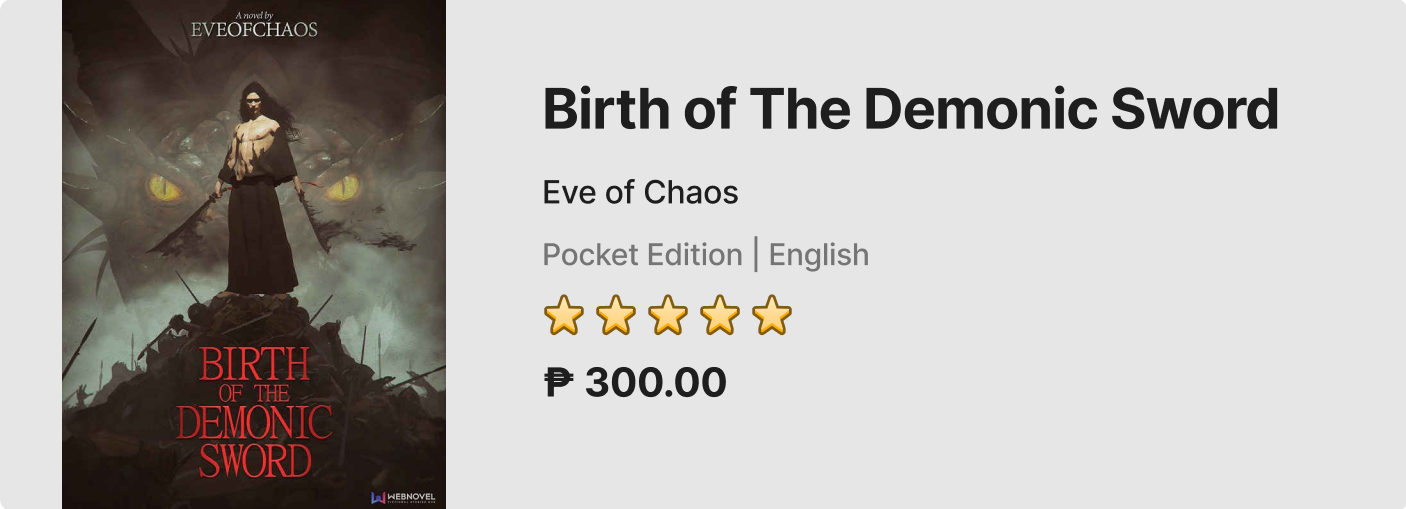 A novel by
EVEOFCHAOS
BIRTH
OF THE
DEMONIC
SWORD
WEBNOVEL
Birth of The Demonic Sword
Eve of Chaos
Pocket Edition | English
₱ 300.00